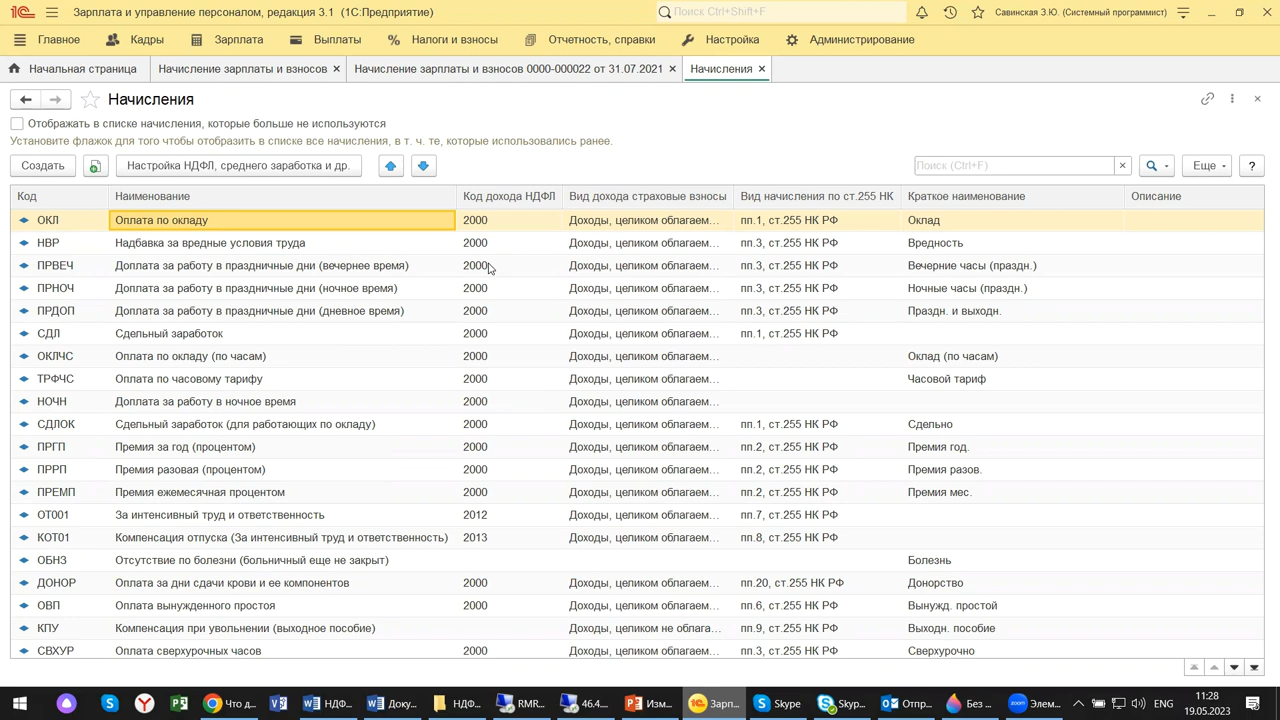 Зарплата и управление персоналом, редакция 3.1 (1С:Предприятие)
Поиск Ctrl+Shift+F
Савинская З.Ю. (Системный программист)
Главное Кадры Зарплата Выплаты Налоги и взносы Отчетность, справки Настройка Администрирование
Начальная страница Начисление зарплаты и взносов × Начисление зарплаты и взносов 0000-000022 от 31.07.2021 × Начисления ×
Начисления
Отображать в списке начисления, которые больше не используются
Установите флажок для того чтобы отобразить в списке все начисления, в т. ч. те, которые использовались ранее.
Создать Настройка НДФЛ, среднего заработка и др. Поиск (Ctrl+F) × Еще ?
Код Наименование Код дохода НДФЛ Вид дохода страховые взносы Вид начисления по ст.255 НК Краткое наименование Описание
ОКЛ Оплата по окладу 2000 Доходы, целиком облагаем... пп.1, ст.255 НК РФ Оклад
НВР Надбавка за вредные условия труда 2000 Доходы, целиком облагаем... пп.3, ст.255 НК РФ Вредность
ПРВЕЧ Доплата за работу в праздничные дни (вечернее время) 2000 Доходы, целиком облагаем... пп.3, ст.255 НК РФ Вечерние часы (праздн.)
ПРНОЧ Доплата за работу в праздничные дни (ночное время) 2000 Доходы, целиком облагаем... пп.3, ст.255 НК РФ Ночные часы (праздн.)
ПРДОП Доплата за работу в праздничные дни (дневное время) 2000 Доходы, целиком облагаем... пп.3, ст.255 НК РФ Праздн. и выходн.
СДЛ Сдельный заработок 2000 Доходы, целиком облагаем... пп.1, ст.255 НК РФ
ОКЛЧС Оплата по окладу (по часам) 2000 Доходы, целиком облагаем... Оклад (по часам)
ТРФЧС Оплата по часовому тарифу 2000 Доходы, целиком облагаем... Часовой тариф
НОЧН Доплата за работу в ночное время 2000 Доходы, целиком облагаем...
СДЛОК Сдельный заработок (для работающих по окладу) 2000 Доходы, целиком облагаем... пп.1, ст.255 НК РФ Сдельно
ПРГП Премия за год (процентом) 2000 Доходы, целиком облагаем... пп.2, ст.255 НК РФ Премия год.
ПРРП Премия разовая (процентом) 2000 Доходы, целиком облагаем... пп.2, ст.255 НК РФ Премия разов.
ПРЕМП Премия ежемесячная процентом 2000 Доходы, целиком облагаем... пп.2, ст.255 НК РФ Премия мес.
ОТ001 За интенсивный труд и ответственность 2012 Доходы, целиком облагаем... пп.7, ст.255 НК РФ
КОТ01 Компенсация отпуска (За интенсивный труд и ответственность) 2013 Доходы, целиком облагаем... пп.8, ст.255 НК РФ
ОБНЗ Отсутствие по болезни (больничный еще не закрыт) Болезнь
ДОНОР Оплата за дни сдачи крови и ее компонентов 2000 Доходы, целиком облагаем... пп.20, ст.255 НК РФ Донорство
ОВП Оплата вынужденного простоя 2000 Доходы, целиком облагаем... пп.6, ст.255 НК РФ Вынужд. простой
КПУ Компенсация при увольнении (выходное пособие) Доходы, целиком не облага... пп.9, ст.255 НК РФ Выходн. пособие
СВХУР Оплата сверхурочных часов 2000 Доходы, целиком облагаем... пп.3, ст.255 НК РФ Сверхурочно
Что д... НДФ... Доку... НДФ... RMR... 46.4... Изм... Зарп... Skype Skyp... Отпр... Без ... Элем... ENG 11:28
19.05.2023